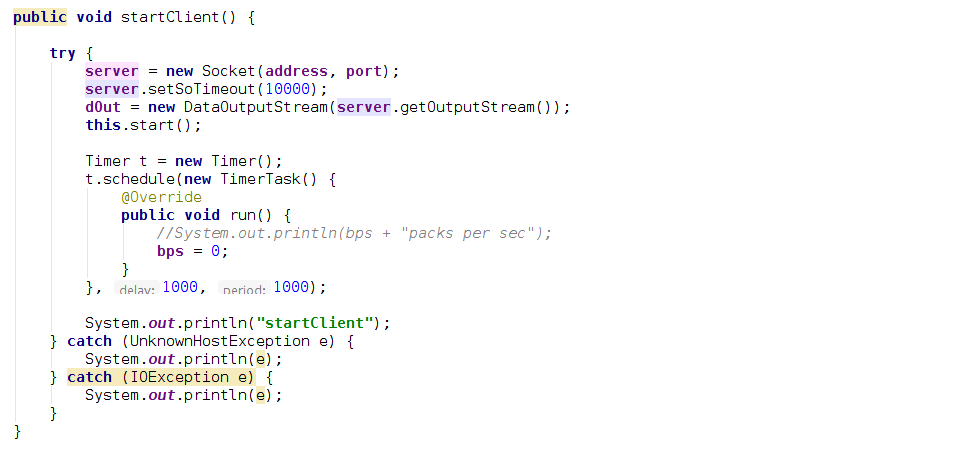 public void startClient() {
try {
server = new Socket(address, port);
server.setSoTimeout(10000);
dOut = new DataOutputStream(server.getOutputStream());
this.start();
Timer t = new Timer();
t.schedule(new TimerTask() {
@Override
public void run() {
//System.out.println(bps + "packs per sec");
bps = 0;
}
}, delay: 1000, period: 1000);
System.out.println("startClient");
} catch (UnknownHostException e) {
System.out.println(e);
} catch (IOException e) {
System.out.println(e);
}
}